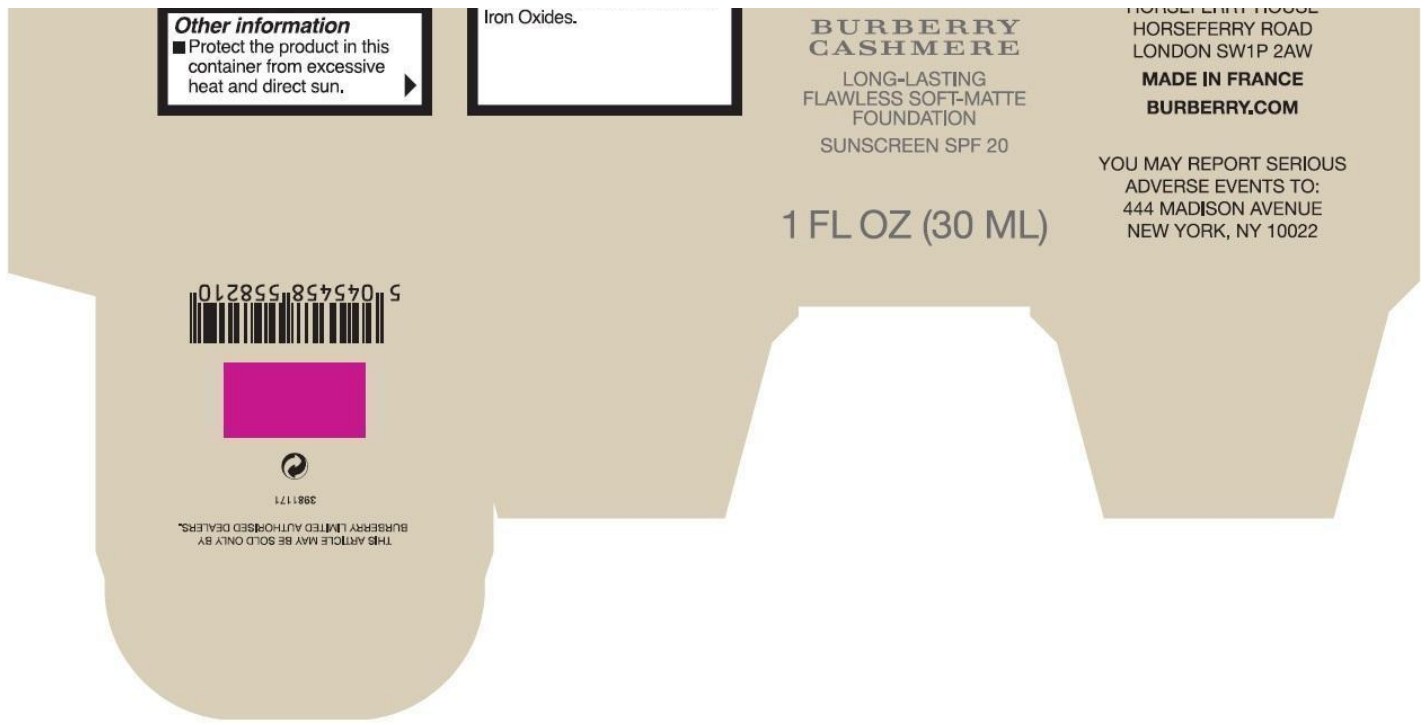 Other information
■ Protect the product in this
container from excessive
heat and direct sun.
Iron Oxides.
BURBERRY
CASHMERE
LONG-LASTING
FLAWLESS SOFT-MATTE
FOUNDATION
SUNSCREEN SPF 20
1 FL OZ (30 ML)
HORSEFERRY HOUSE
HORSEFERRY ROAD
LONDON SW1P 2AW
MADE IN FRANCE
BURBERRY.COM
YOU MAY REPORT SERIOUS
ADVERSE EVENTS TO:
444 MADISON AVENUE
NEW YORK, NY 10022
THIS ARTICLE MAY BE SOLD ONLY BY
BURBERRY LIMITED AUTHORISED DEALERS.
3981171
5 045458 558210